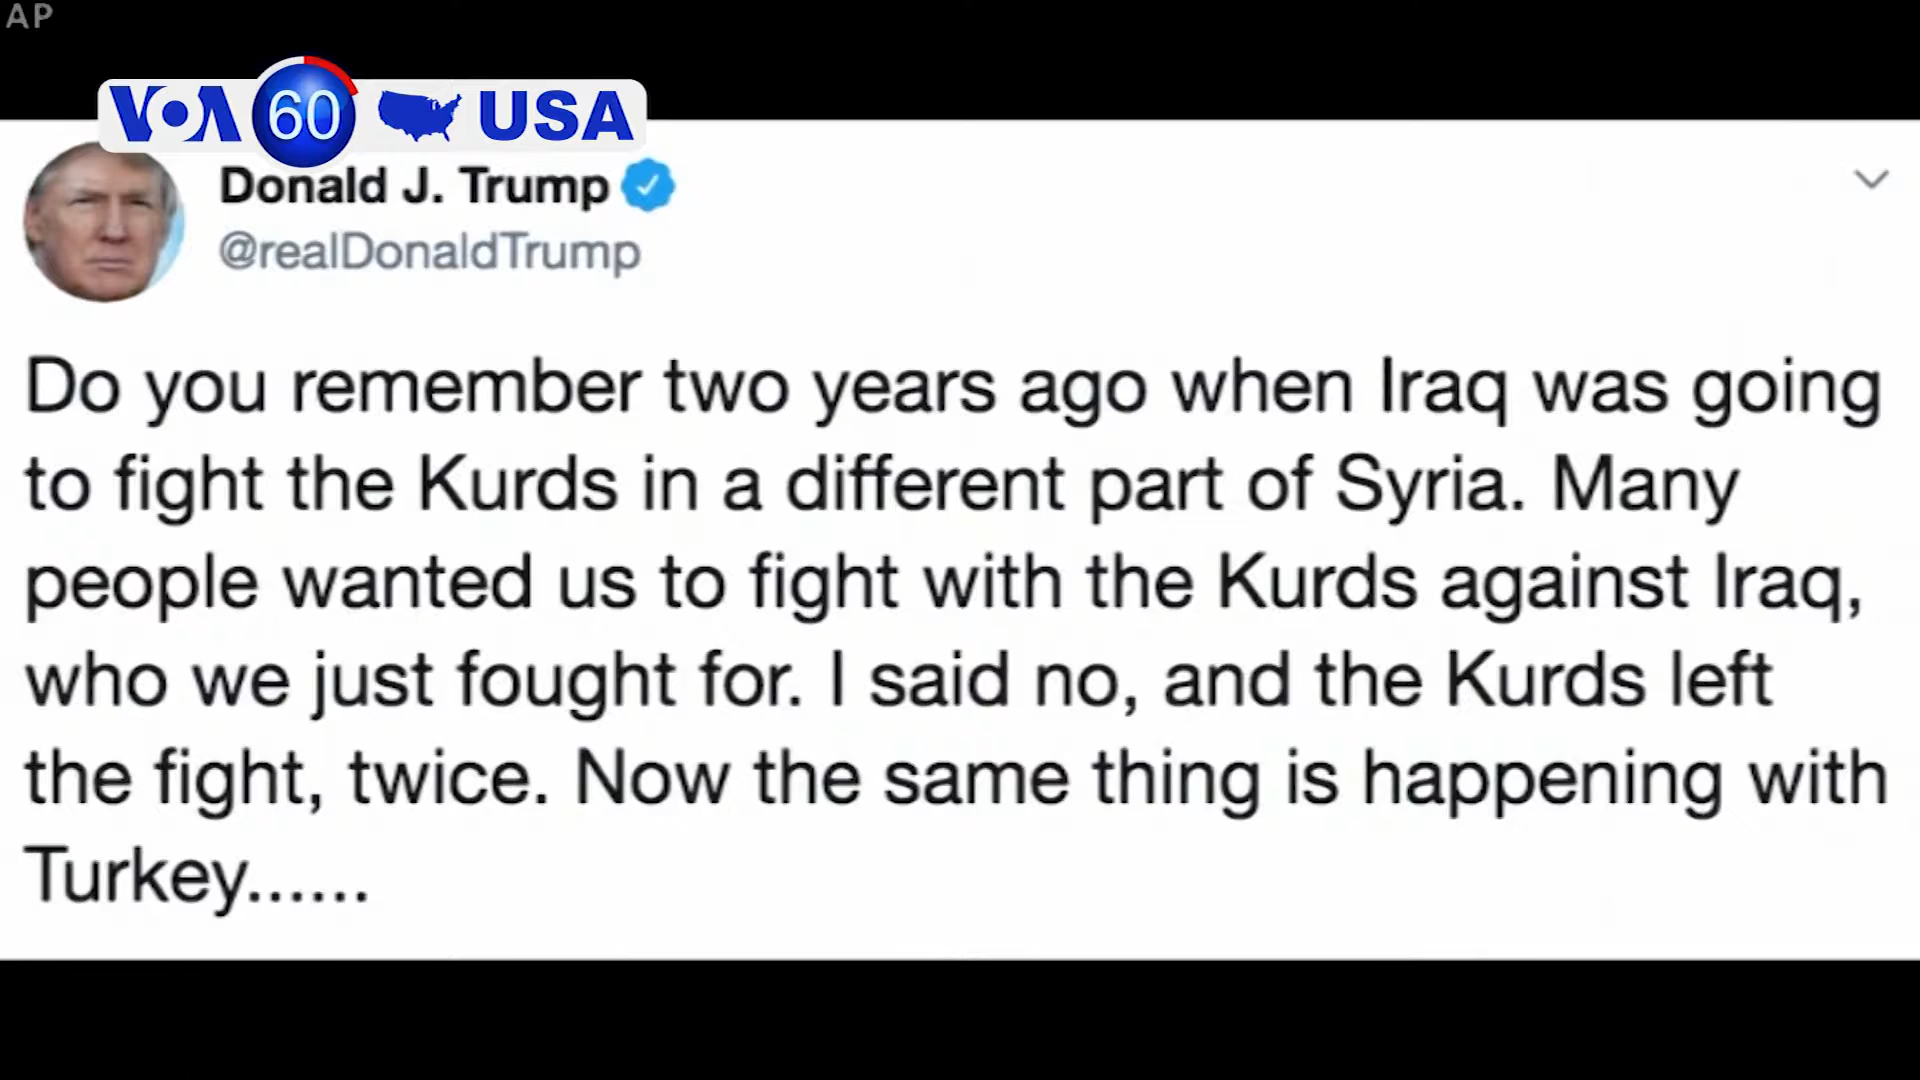 AP
VOA 60 USA
Donald J. Trump
@realDonaldTrump
Do you remember two years ago when Iraq was going
to fight the Kurds in a different part of Syria. Many
people wanted us to fight with the Kurds against Iraq,
who we just fought for. I said no, and the Kurds left
the fight, twice. Now the same thing is happening with
Turkey......